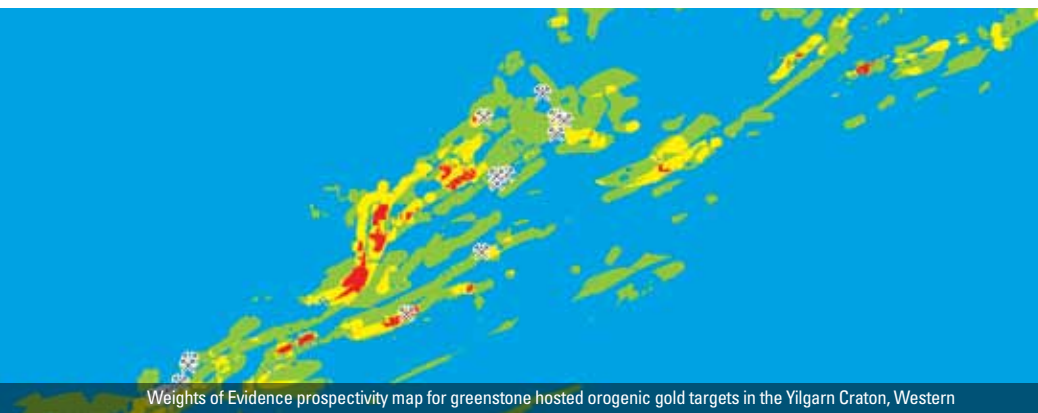 Weights of Evidence prospectivity map for greenstone hosted orogenic gold targets in the Yilgarn Craton, Western